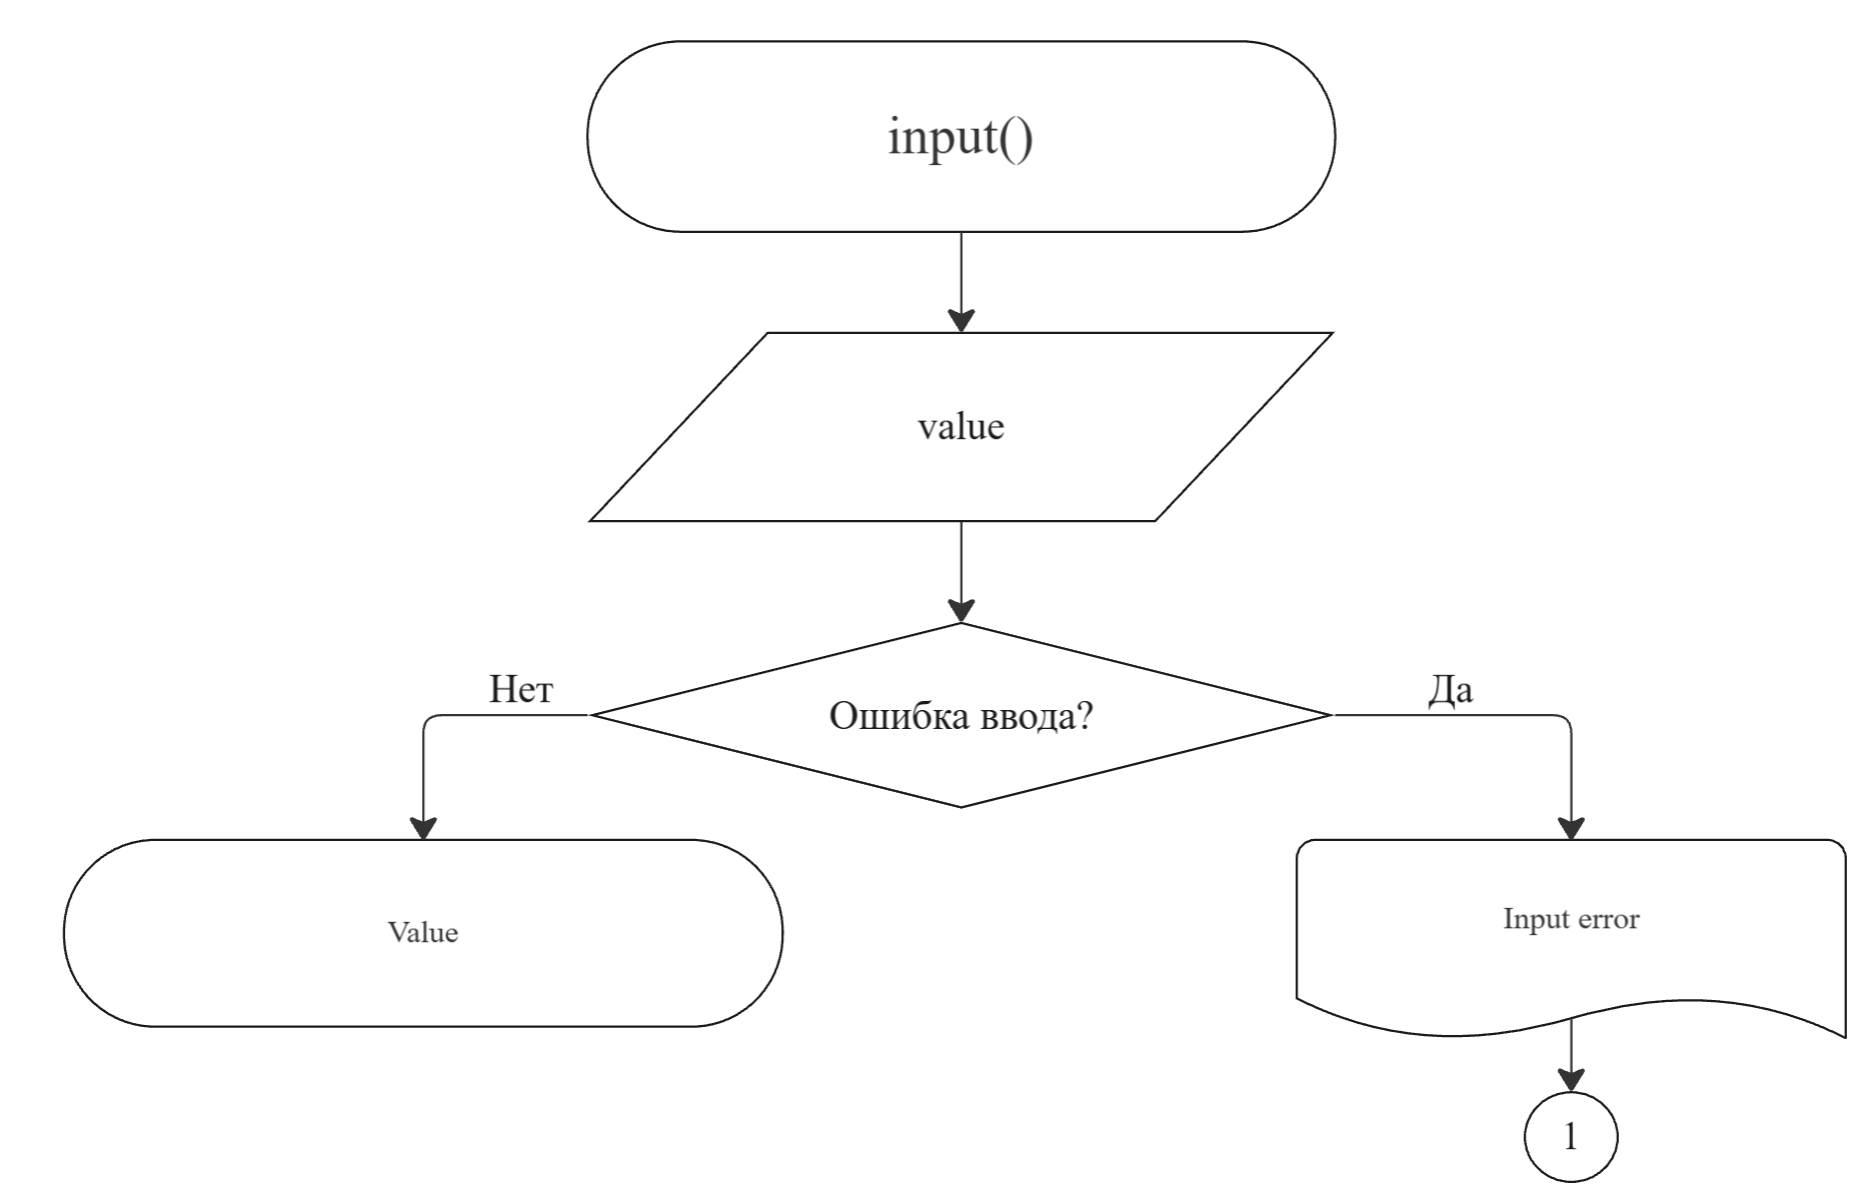 input()
value
Нет
Ошибка ввода?
Да
Value
Input error
1